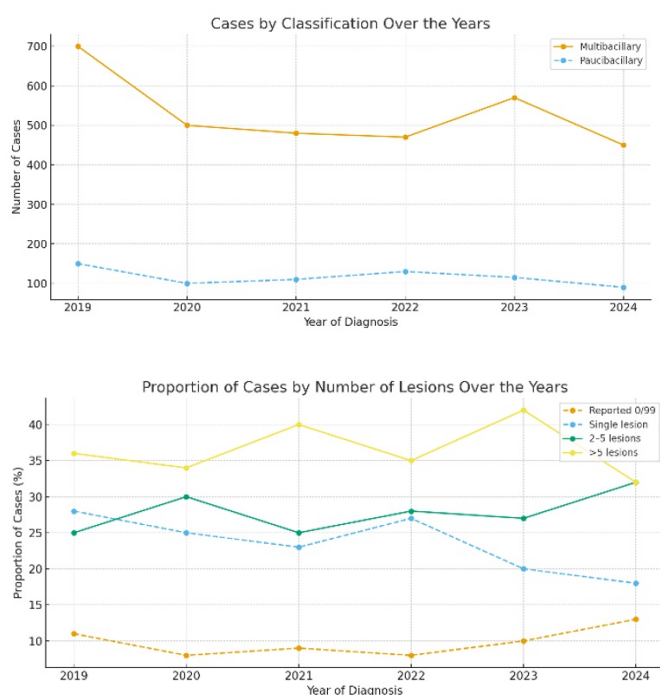 Cases by Classification Over the Years
Multibacillary
Paucibacillary
700
600
500
400
300
200
100
Number of Cases
2019 2020 2021 2022 2023 2024
Year of Diagnosis
Proportion of Cases by Number of Lesions Over the Years
Reported 0/99
Single lesion
2–5 lesions
>5 lesions
40
35
30
25
20
15
10
Proportion of Cases (%)
2019 2020 2021 2022 2023 2024
Year of Diagnosis